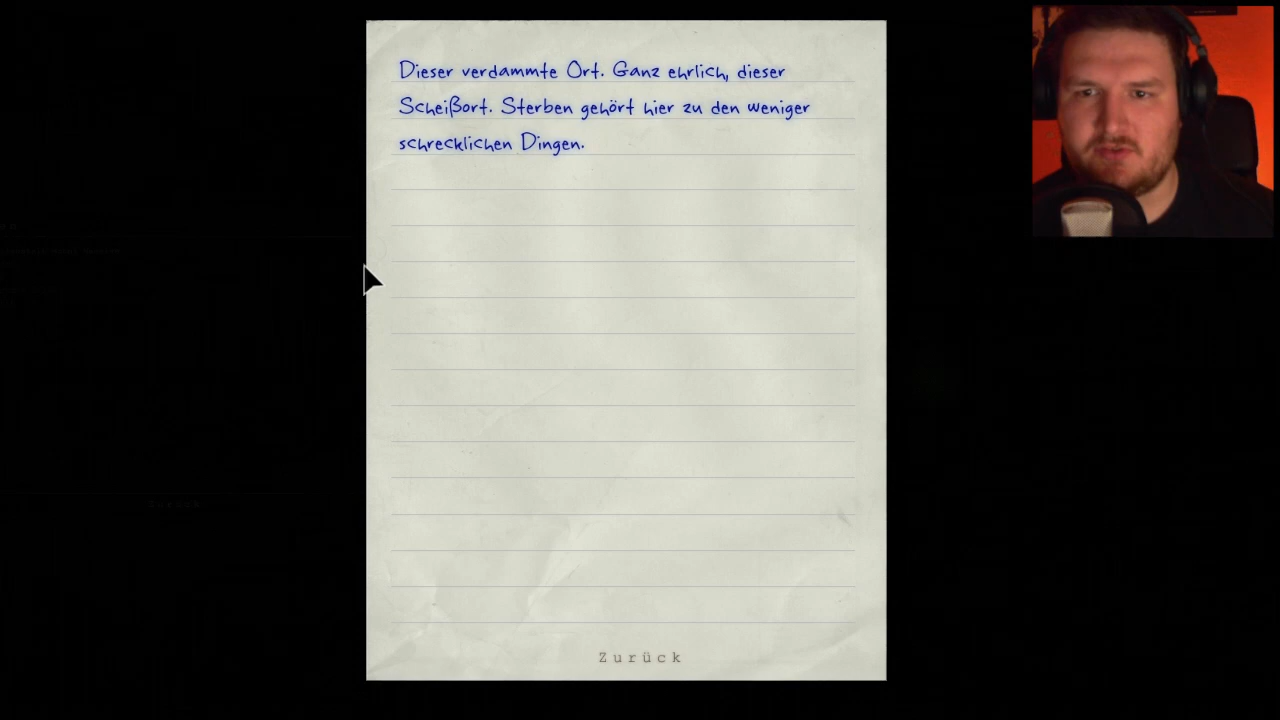 Dieser verdammte Ort. Ganz ehrlich, dieser
Scheißort. Sterben gehört hier zu den weniger
schrecklichen Dingen.
Zurück